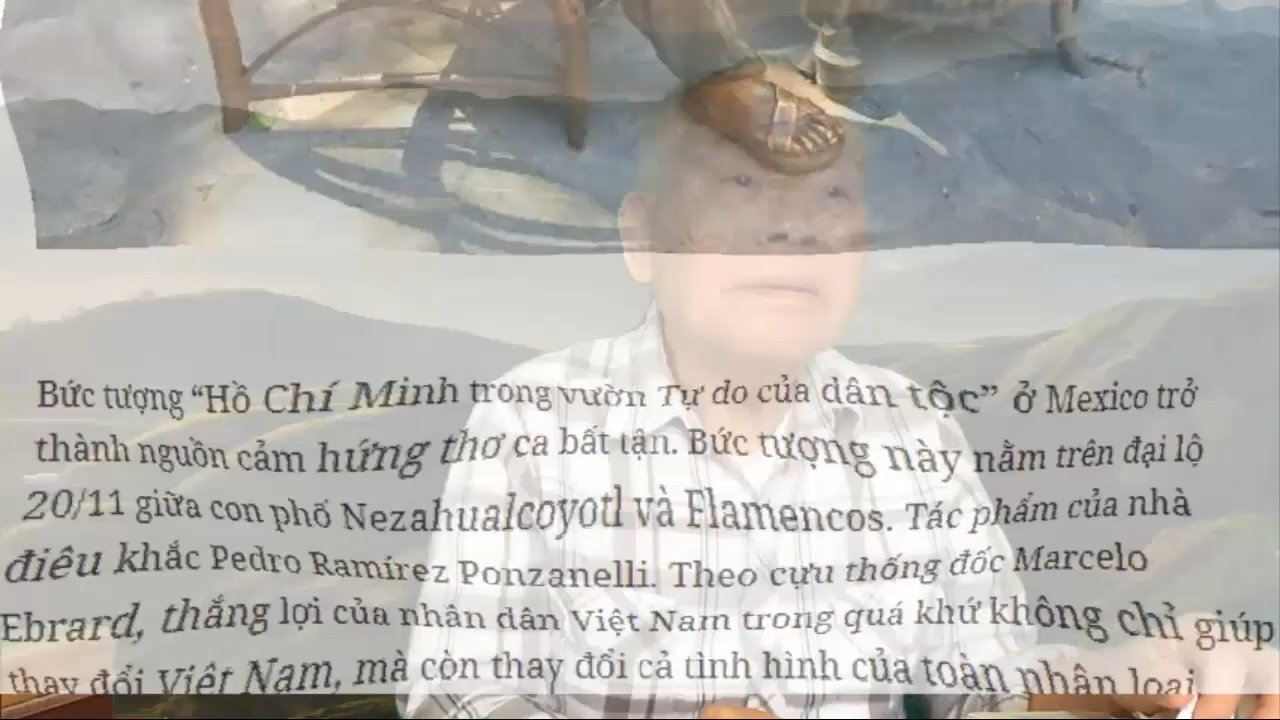 Bức tượng “Hồ Chí Minh trong vườn Tự do của dân tộc” ở Mexico trở
thành nguồn cảm hứng thơ ca bất tận. Bức tượng này nằm trên đại lộ
20/11 giữa con phố Nezahualcoyotl và Flamencos. Tác phẩm của nhà
điêu khắc Pedro Ramírez Ponzanelli. Theo cựu thống đốc Marcelo
Ebrard, thắng lợi của nhân dân Việt Nam trong quá khứ không chỉ giúp
thay đổi Việt Nam, mà còn thay đổi cả tình hình của toàn nhân loại